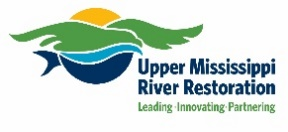 Upper Mississippi
River Restoration
Leading·Innovating·Partnering